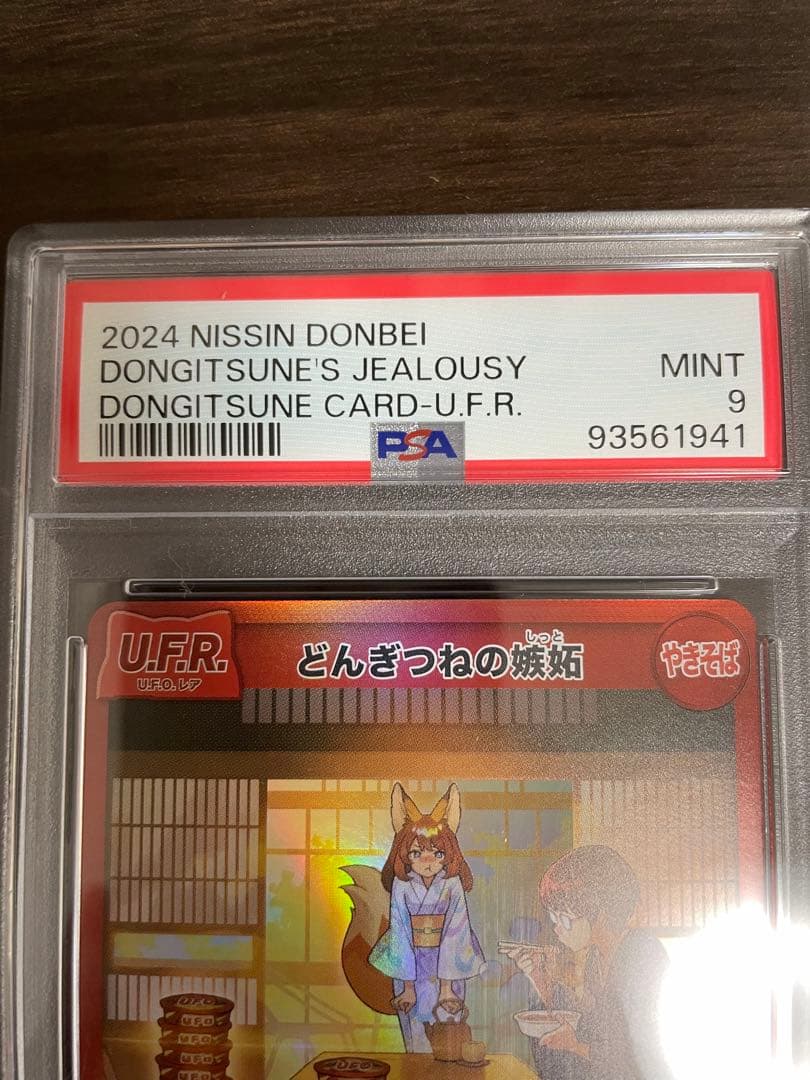 2024 NISSIN DONBEI
DONGITSUNE'S JEALOUSY MINT
DONGITSUNE CARD-U.F.R. 9
PSA 93561941
U.F.R.
U.F.O.レア
どんぎつねの嫉妬
しっと
やきそば
U.F.O.
U.F.O.
U.F.O.